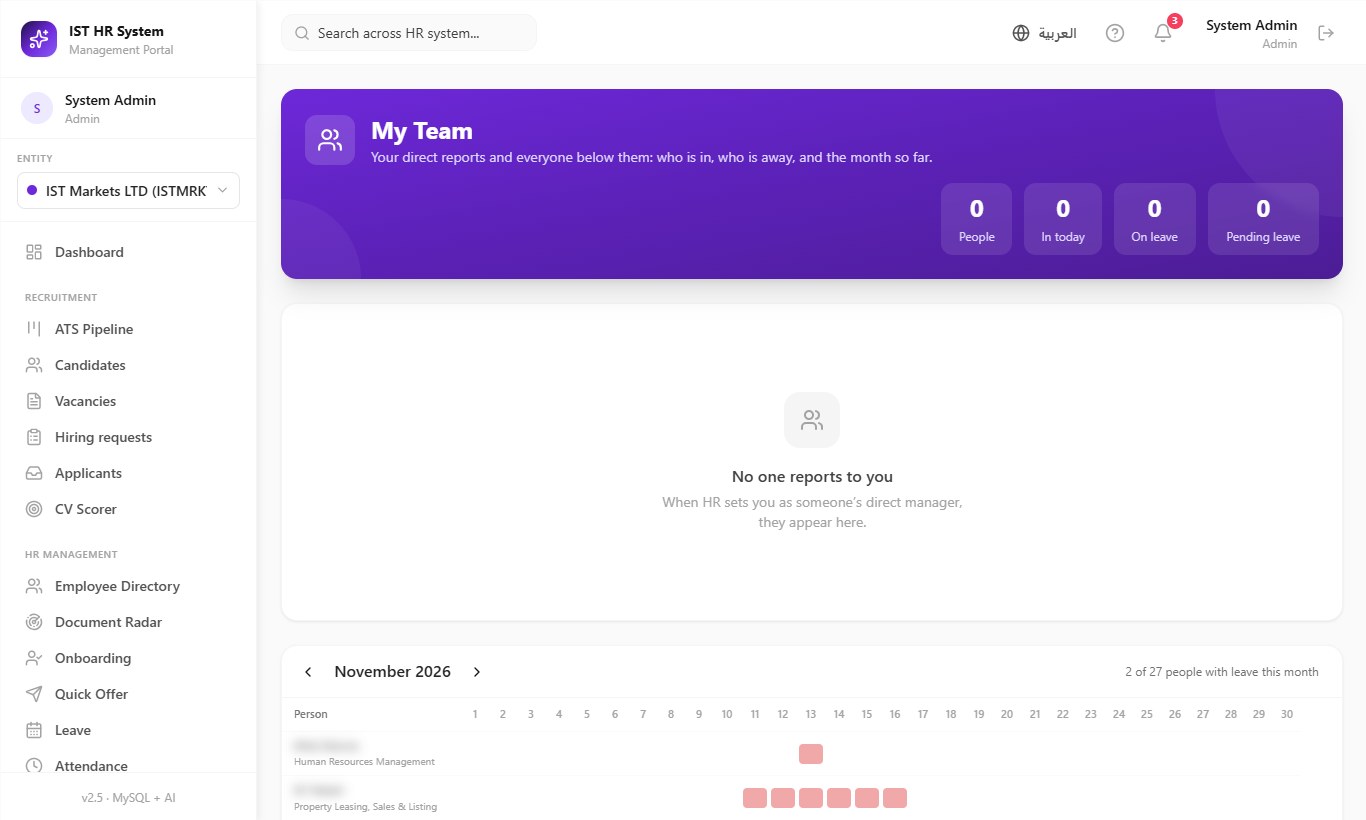 IST HR System
Management Portal
S
System Admin
Admin
ENTITY
IST Markets LTD (ISTMRK
Dashboard
RECRUITMENT
ATS Pipeline
Candidates
Vacancies
Hiring requests
Applicants
CV Scorer
HR MANAGEMENT
Employee Directory
Document Radar
Onboarding
Quick Offer
Leave
Attendance
v2.5 · MySQL + AI
Search across HR system...
العربية
3
System Admin
Admin
My Team
Your direct reports and everyone below them: who is in, who is away, and the month so far.
0 0 0 0
People In today On leave Pending leave
No one reports to you
When HR sets you as someone's direct manager,
they appear here.
November 2026
2 of 27 people with leave this month
Person 1 2 3 4 5 6 7 8 9 10 11 12 13 14 15 16 17 18 19 20 21 22 23 24 25 26 27 28 29 30
Human Resources Management
Property Leasing, Sales & Listing